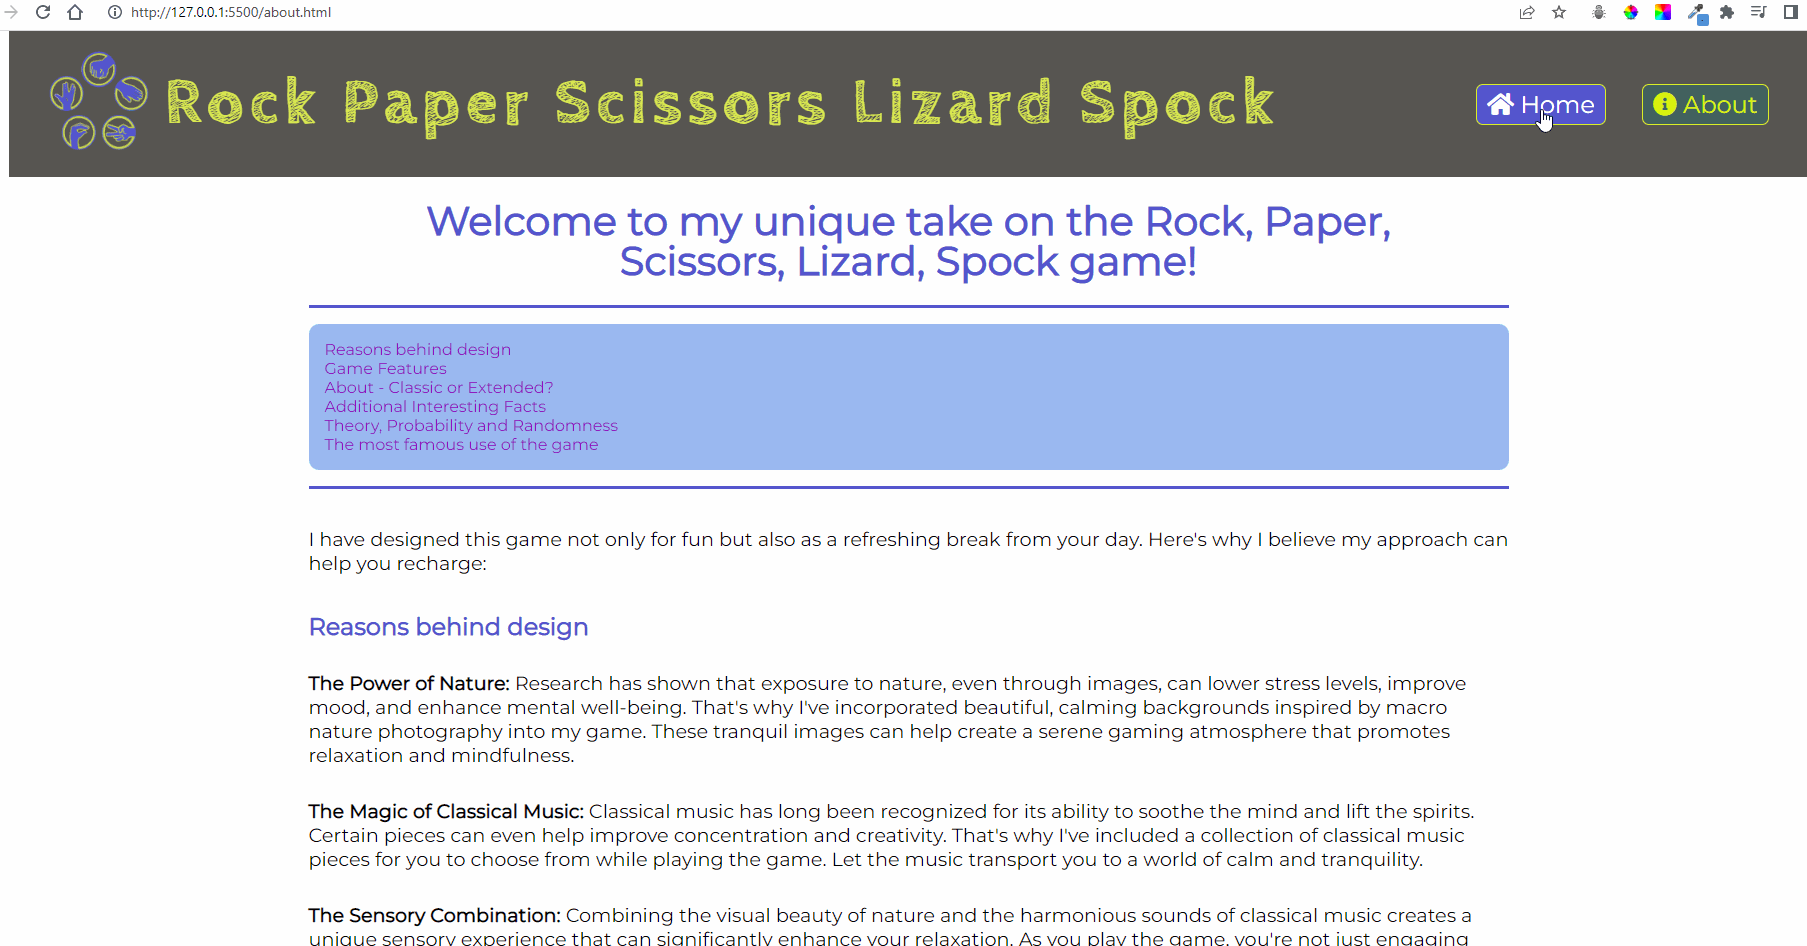 http://127.0.0.1:5500/about.html
Rock Paper Scissors Lizard Spock
Home
About
Welcome to my unique take on the Rock, Paper,
Scissors, Lizard, Spock game!
Reasons behind design
Game Features
About - Classic or Extended?
Additional Interesting Facts
Theory, Probability and Randomness
The most famous use of the game
I have designed this game not only for fun but also as a refreshing break from your day. Here's why I believe my approach can
help you recharge:
Reasons behind design
The Power of Nature: Research has shown that exposure to nature, even through images, can lower stress levels, improve
mood, and enhance mental well-being. That's why I've incorporated beautiful, calming backgrounds inspired by macro
nature photography into my game. These tranquil images can help create a serene gaming atmosphere that promotes
relaxation and mindfulness.
The Magic of Classical Music: Classical music has long been recognized for its ability to soothe the mind and lift the spirits.
Certain pieces can even help improve concentration and creativity. That's why I've included a collection of classical music
pieces for you to choose from while playing the game. Let the music transport you to a world of calm and tranquility.
The Sensory Combination: Combining the visual beauty of nature and the harmonious sounds of classical music creates a
unique sensory experience that can significantly enhance your relaxation. As you play the game, you're not just engaging